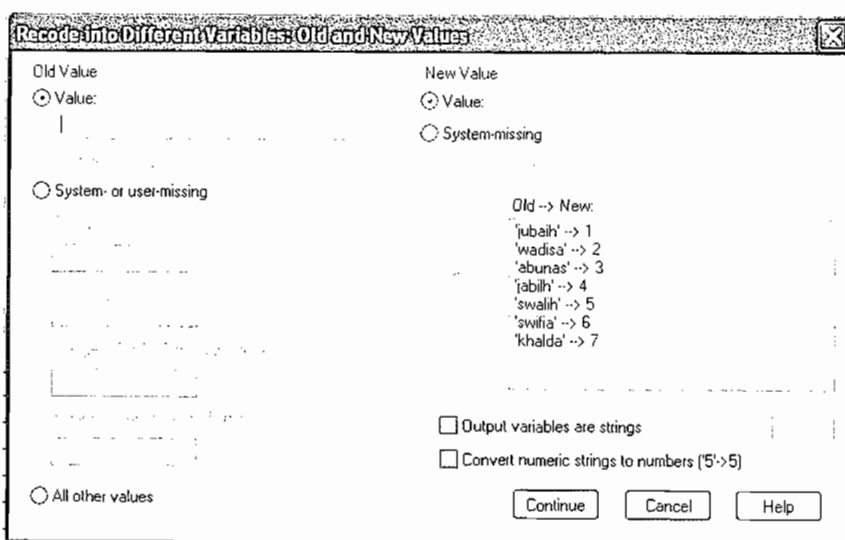 Recode into Different Variables: Old and New Values
Old Value
Value:
System- or user-missing
All other values
New Value
Value:
System-missing
Old --> New:
'jubaih' --> 1
'wadisa' --> 2
'abunas' --> 3
'jabilh' --> 4
'swalih' --> 5
'swifia' --> 6
'khalda' --> 7
Output variables are strings
Convert numeric strings to numbers ('5'->5)
Continue
Cancel
Help